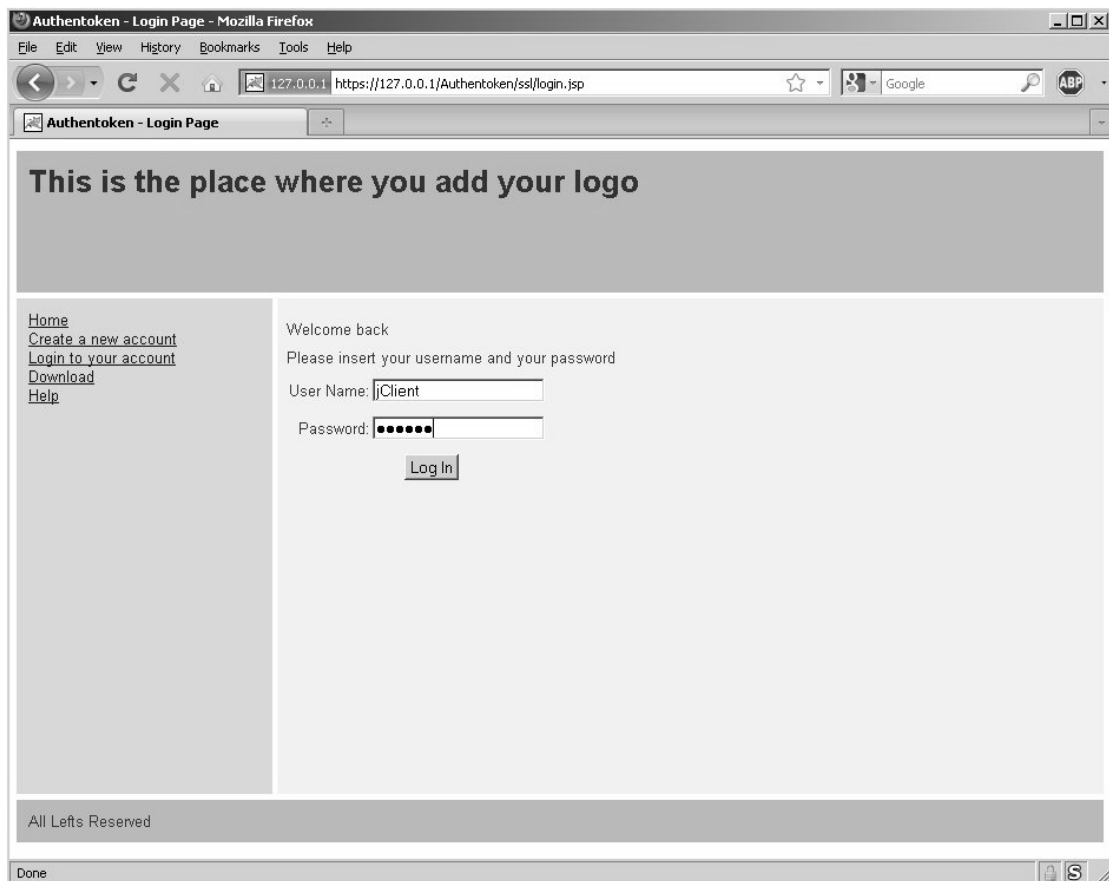 Authentoken - Login Page - Mozilla Firefox
File Edit View History Bookmarks Tools Help
127.0.0.1 https://127.0.0.1/Authentoken/ssl/login.jsp Google ABP
Authentoken - Login Page
This is the place where you add your logo
Home
Create a new account
Login to your account
Download
Help
Welcome back
Please insert your username and your password
User Name: jClient
Password: ••••••
Log In
All Lefts Reserved
Done S